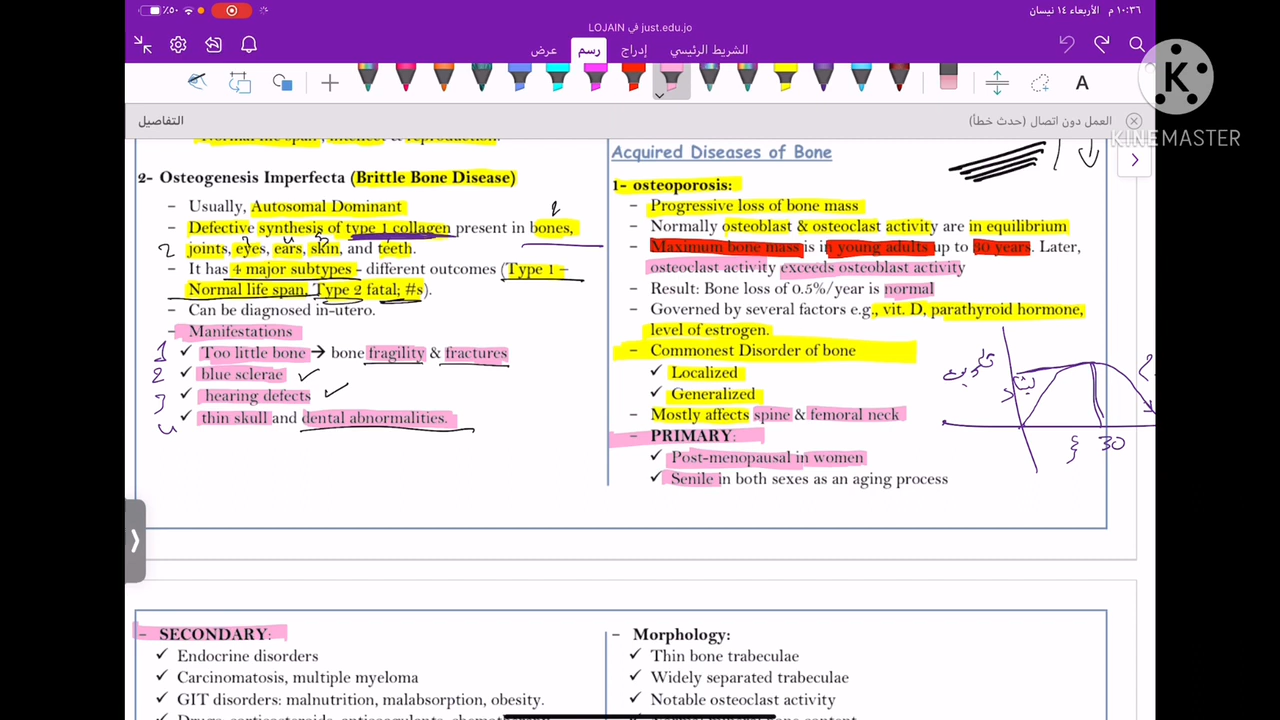 ٥٠٪
١٠:٣٦ م الأربعاء ١٤ نيسان
LOJAIN في just.edu.jo
الشريط الرئيسي
إدراج
رسم
عرض
A
العمل دون اتصال (حدث خطأ)
التفاصيل
K
KINEMASTER
2- Osteogenesis Imperfecta (Brittle Bone Disease)
– Usually, Autosomal Dominant
– Defective synthesis of type 1 collagen present in bones,
joints, eyes, ears, skin, and teeth.
– It has 4 major subtypes - different outcomes (Type 1 –
Normal life span, Type 2 fatal; #s).
– Can be diagnosed in-utero.
– Manifestations
1 ✓ Too little bone → bone fragility & fractures
2 ✓ blue sclerae
3 ✓ hearing defects
4 ✓ thin skull and dental abnormalities.
Acquired Diseases of Bone
1- osteoporosis:
– Progressive loss of bone mass
– Normally osteoblast & osteoclast activity are in equilibrium
– Maximum bone mass is in young adults up to 30 years. Later,
osteoclast activity exceeds osteoblast activity
– Result: Bone loss of 0.5%/year is normal
– Governed by several factors e.g., vit. D, parathyroid hormone,
level of estrogen.
– Commonest Disorder of bone
✓ Localized
✓ Generalized
– Mostly affects spine & femoral neck
– PRIMARY:
✓ Post-menopausal in women
✓ Senile in both sexes as an aging process
30
– SECONDARY:
✓ Endocrine disorders
✓ Carcinomatosis, multiple myeloma
✓ GIT disorders: malnutrition, malabsorption, obesity.
– Morphology:
✓ Thin bone trabeculae
✓ Widely separated trabeculae
✓ Notable osteoclast activity